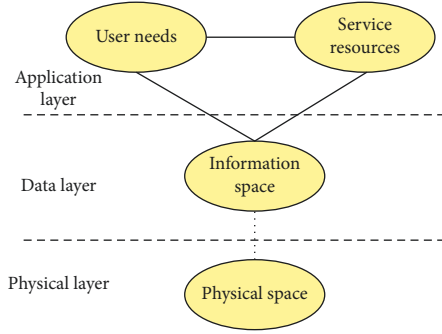 User needs
Service
resources
Application
layer
Information
space
Data layer
Physical layer
Physical space